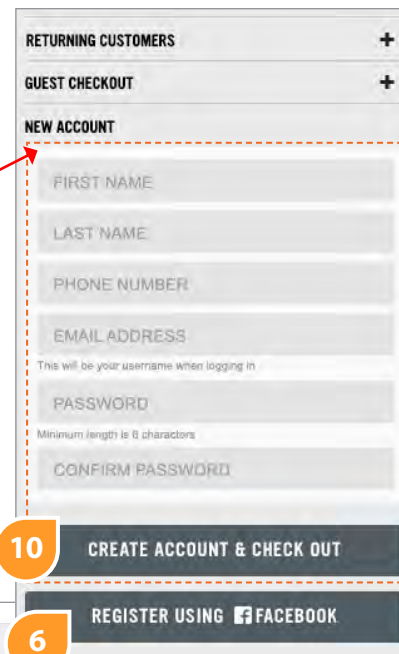 RETURNING CUSTOMERS +
GUEST CHECKOUT +
NEW ACCOUNT
FIRST NAME
LAST NAME
PHONE NUMBER
EMAIL ADDRESS
This will be your username when logging in
PASSWORD
Minimum length is 6 characters
CONFIRM PASSWORD
10 CREATE ACCOUNT & CHECK OUT
REGISTER USING f FACEBOOK
6